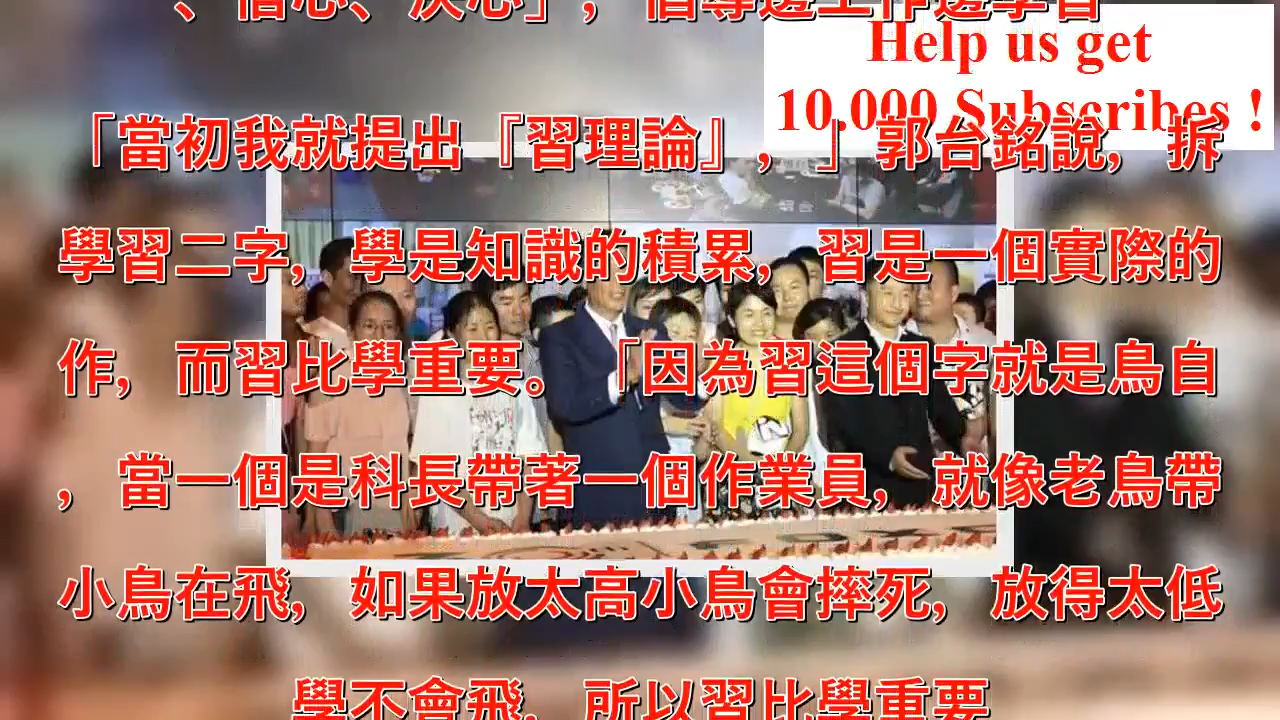 、信心、決心」，倡導邊工作邊學習
Help us get
10.000 Subscribes !
「當初我就提出『習理論』，」郭台銘說，拆
學習二字，學是知識的積累，習是一個實際的
作，而習比學重要。「因為習這個字就是鳥自
，當一個是科長帶著一個作業員，就像老鳥帶
小鳥在飛，如果放太高小鳥會摔死，放得太低
學不會飛，所以習比學重要